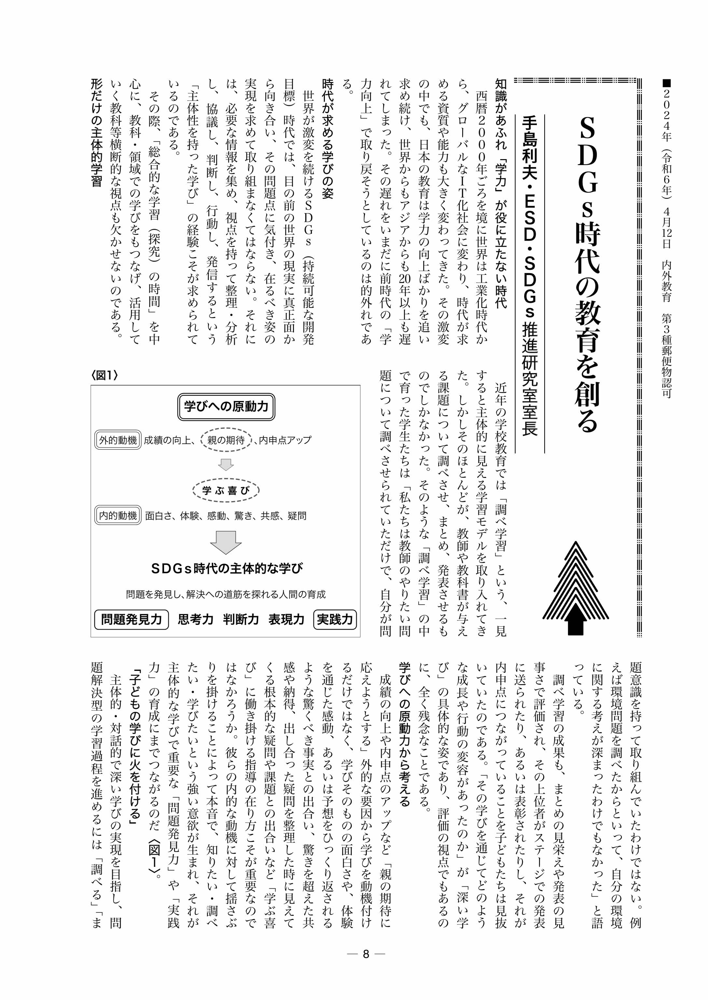 ■2024年（令和6年）4月12日　内外教育　第3種郵便物認可
SDGs時代の教育を創る
手島利夫・ESD・SDGs推進研究室室長
知識があふれ「学力」が役に立たない時代
　西暦2000年ごろを境に世界は工業化時代か
ら、グローバルなIT化社会に変わり、時代が求
める資質や能力も大きく変わってきた。その激変
の中でも、日本の教育は学力の向上ばかりを追い
求め続け、世界からもアジアからも20年以上も遅
れてしまった。その遅れをいまだに前時代の「学
力向上」で取り戻そうとしているのは的外れであ
る。
時代が求める学びの姿
　世界が激変を続けるSDGs（持続可能な開発
目標）時代では、目の前の世界の現実に真正面か
ら向き合い、その問題点に気付き、在るべき姿の
実現を求めて取り組まなくてはならない。それに
は、必要な情報を集め、視点を持って整理・分析
し、協議し、判断し、行動し、発信するという
「主体性を持った学び」の経験こそが求められて
いるのである。
　その際、「総合的な学習（探究）の時間」を中
心に、教科・領域での学びをもつなげ、活用して
いく教科等横断的な視点も欠かせないのである。
形だけの主体的学習
　近年の学校教育では「調べ学習」という、一見
すると主体的に見える学習モデルを取り入れてき
た。しかしそのほとんどが、教師や教科書が与え
る課題について調べさせ、まとめ、発表させるも
のでしかなかった。そのような「調べ学習」の中
で育った学生たちは「私たちは教師のやりたい問
題について調べさせられていただけで、自分が問
〈図1〉
学びへの原動力
外的動機 成績の向上、親の期待、内申点アップ
学ぶ喜び
内的動機 面白さ、体験、感動、驚き、共感、疑問
SDGs時代の主体的な学び
問題を発見し、解決への道筋を探れる人間の育成
問題発見力 思考力 判断力 表現力 実践力
題意識を持って取り組んでいたわけではない。例
えば環境問題を調べたからといって、自分の環境
に関する考えが深まったわけでもなかった」と語
っている。
　調べ学習の成果も、まとめの見栄えや発表の見
事さで評価され、その上位者がステージでの発表
に送られたり、あるいは表彰されたりし、それが
内申点につながっていることを子どもたちは見抜
いていたのである。「その学びを通じてどのよう
な成長や行動の変容があったのか」が「深い学
び」の具体的な姿であり、評価の視点でもあるの
に、全く残念なことである。
学びへの原動力から考える
　成績の向上や内申点のアップなど「親の期待に
応えようとする」外的な要因から学びを動機付け
るだけではなく、学びそのものの面白さや、体験
を通じた感動、あるいは予想をひっくり返される
ような驚くべき事実との出合い、驚きを超えた共
感や納得、出し合った疑問を整理した時に見えて
くる根本的な疑問や課題との出合いなど「学ぶ喜
び」に働き掛ける指導の在り方こそが重要なので
はなかろうか。彼らの内的な動機に対して揺さぶ
りを掛けることによって本音で、知りたい・調べ
たい・学びたいという強い意欲が生まれ、それが
主体的な学びで重要な「問題発見力」や「実践
力」の育成にまでつながるのだ〈図1〉。
「子どもの学びに火を付ける」
　主体的・対話的で深い学びの実現を目指し、問
題解決型の学習過程を進めるには「調べる」「ま
― 8 ―